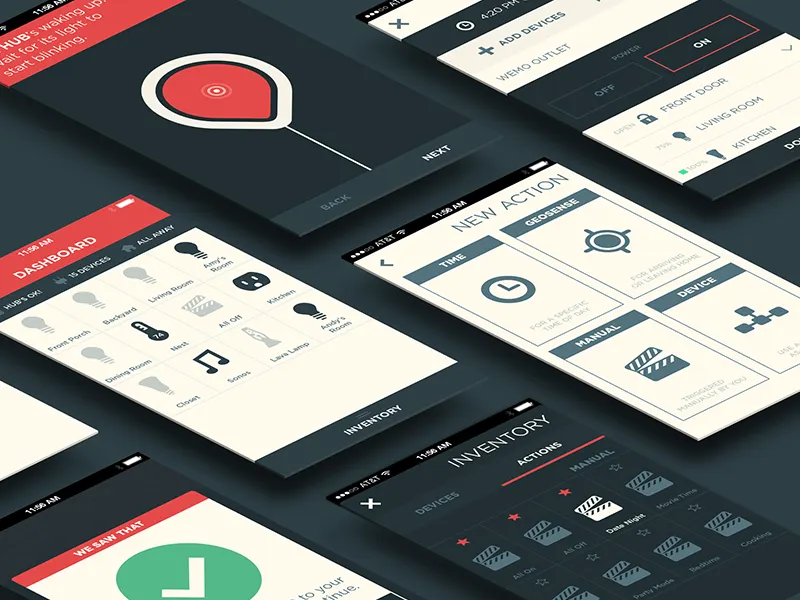 11:56 AM
HUB's waking up.
wait for its light to
start blinking.
BACK
NEXT
4:20 PM
ADD DEVICES
WEMO OUTLET
POWER
OFF
ON
OPEN
FRONT DOOR
75%
LIVING ROOM
100%
KITCHEN
11:56 AM
DASHBOARD
HUB'S OK!
15 DEVICES
ALL AWAY
Front Porch
Backyard
Living Room
Amy's
Room
Dining Room
Nest
74
All Off
Kitchen
Closet
Sonos
Lava Lamp
Andy's
Room
INVENTORY
AT&T
11:56 AM
NEW ACTION
TIME
FOR A SPECIFIC
TIME OF DAY
GEOSENSE
FOR ARRIVING
OR LEAVING HOME
MANUAL
TRIGGERED
MANUALLY BY YOU
DEVICE
USE A
11:56 AM
WE SAW THAT
to your
AT&T
11:56 AM
INVENTORY
DEVICES
ACTIONS
MANUAL
All On
All Off
Date Night
Movie Time
Party Mode
Bedtime
Cooking